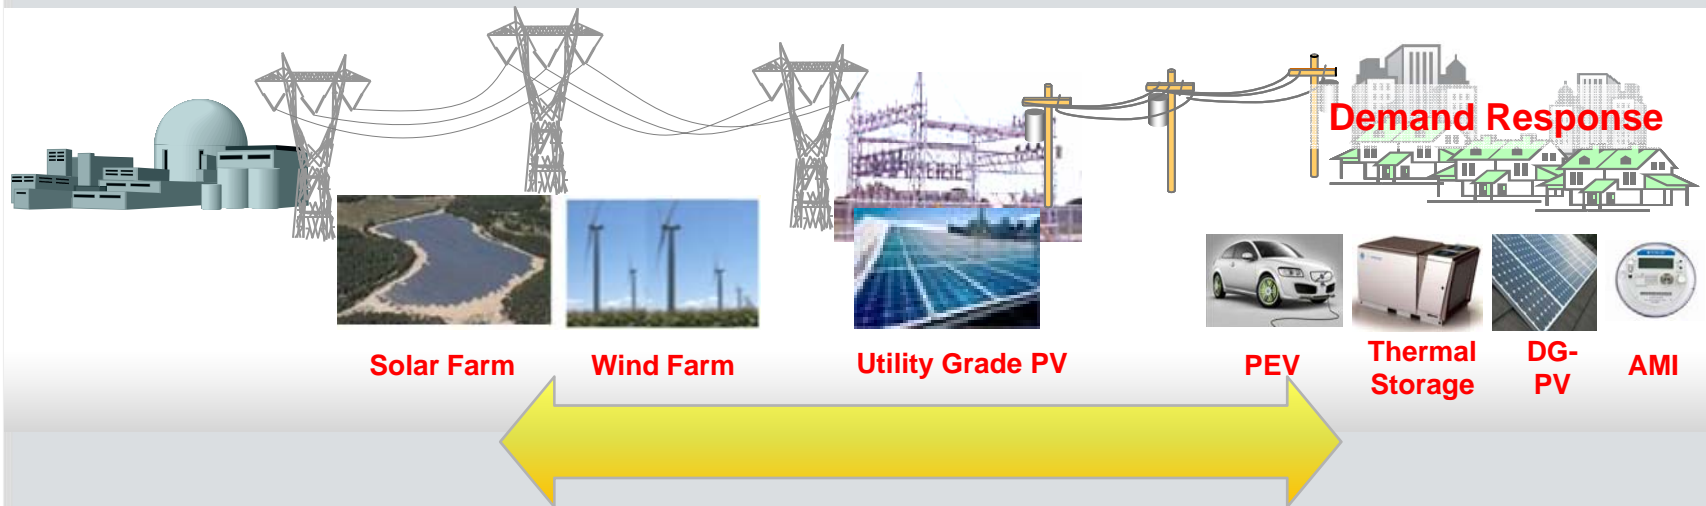 Demand Response
Solar Farm
Wind Farm
Utility Grade PV
PEV
Thermal
Storage
DG-
PV
AMI